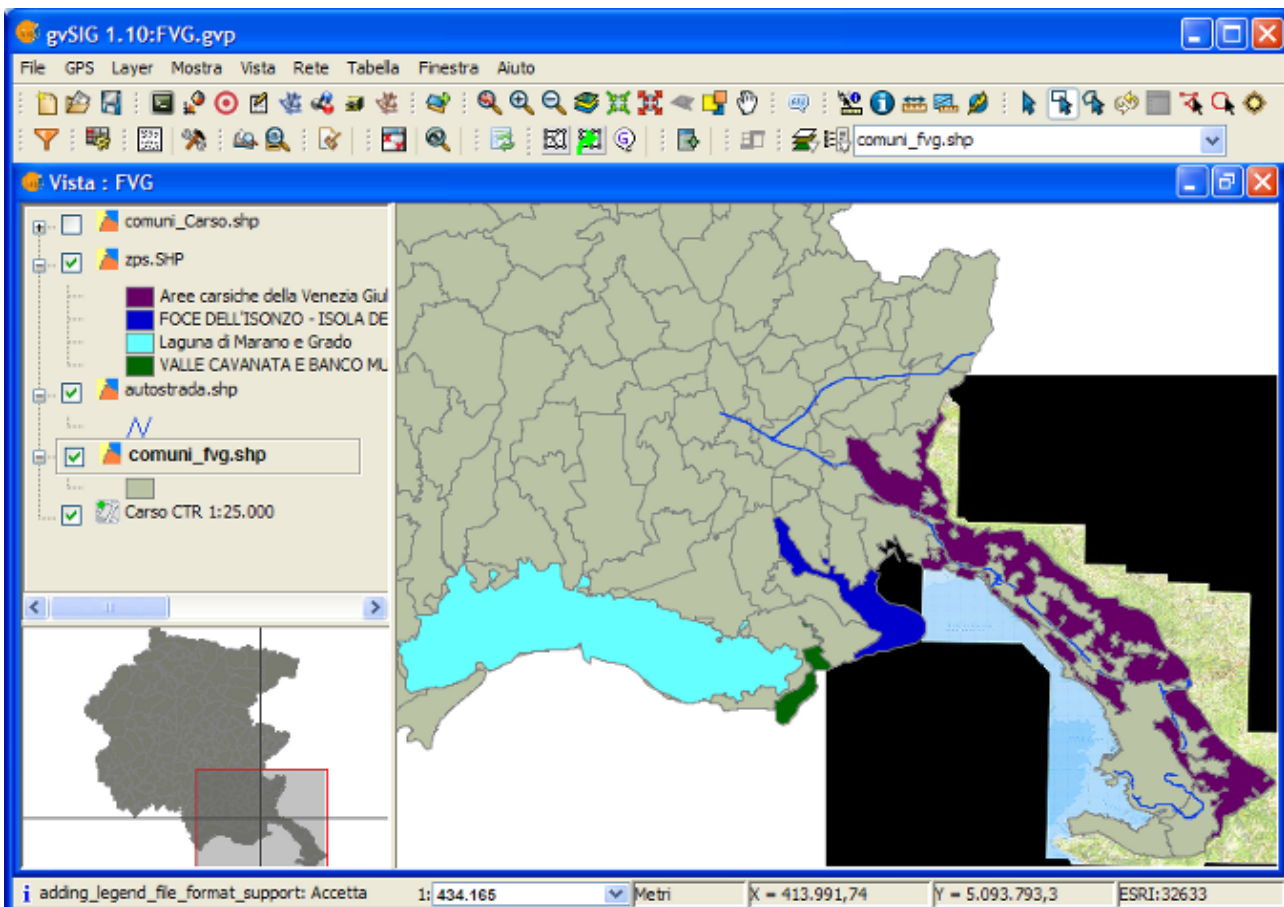 gvSIG 1.10:FVG.gvp
File GPS Layer Mostra Vista Rete Tabella Finestra Aiuto
comuni_fvg.shp
Vista : FVG
comuni_Carso.shp
zps.SHP
Aree carsiche della Venezia Giul
FOCE DELL'ISONZO - ISOLA DE
Laguna di Marano e Grado
VALLE CAVANATA E BANCO MU
autostrada.shp
comuni_fvg.shp
Carso CTR 1:25.000
adding_legend_file_format_support: Accetta 1: 434.165 Metri X = 413.991,74 Y = 5.093.793,3 ESRI:32633